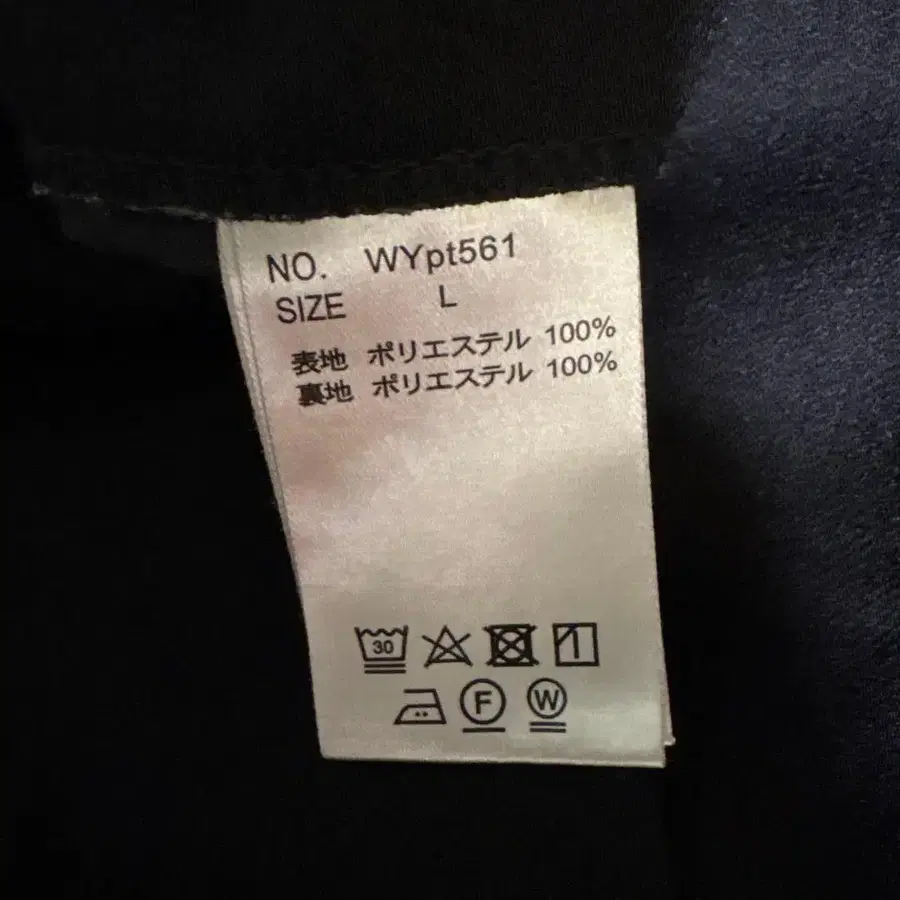 NO. WYpt561
SIZE L
表地 ポリエステル 100%
裏地 ポリエステル 100%
30
F W